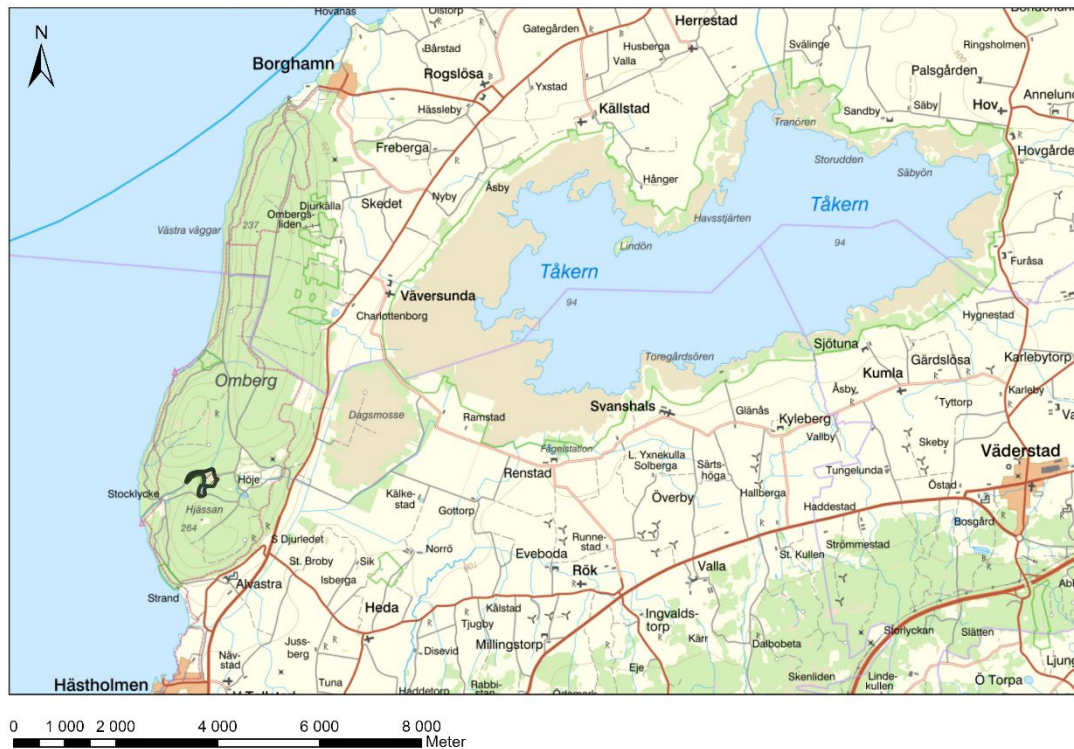 N
Hovanäs
Olstorp
Gategården
Herrestad
Husberga
Valla
Svälinge
Ringsholmen
Bårstad
Borghamn
Rogslösa
Yxstad
Palsgården
Hässleby
Källstad
Sandby
Säby
Hov
Annelund
Tranören
Freberga
Storudden
Hovgården
Hånger
Säbyön
Åsby
Nyby
Djurkälla
Skedet
Ombergs-
liden
237
Västra väggar
Havsstjärten
Tåkern
94
Lindön
Tåkern
94
Furåsa
Väversunda
Charlottenborg
Hygnestad
Sjötuna
Toregårdsören
Gärdslösa
Karlebytorp
Omberg
Kumla
Karleby
Åsby
Dagsmosse
Ramstad
Svanshals
Glänås
Kyleberg
Tyttorp
Vallby
Fågelstation
Skeby
Väderstad
L. Yxnekulla
Solberga
Särts-
höga
Renstad
Tungelunda
Höje
Stocklycke
Kälke-
stad
Överby
Hallberga
Östad
Hjässan
264
Gottorp
Haddestad
Bosgård
Runne-
stad
S Djurledet
Norrö
Strömmestad
St. Broby
Sik
Eveboda
St. Kullen
Isberga
Rök
Valla
Alvastra
Strand
Heda
Kålstad
Ingvalds-
torp
Storlyckan
Tjugby
Slätten
Juss-
berg
Disevid
Millingstorp
Kärr
Dalbobeta
Näv-
stad
Tuna
Eje
Skenliden
Linde-
kullen
Ö Torpa
Hästholmen
Haddetorp
Rabbi-
stan
0 1 000 2 000 4 000 6 000 8 000
Meter